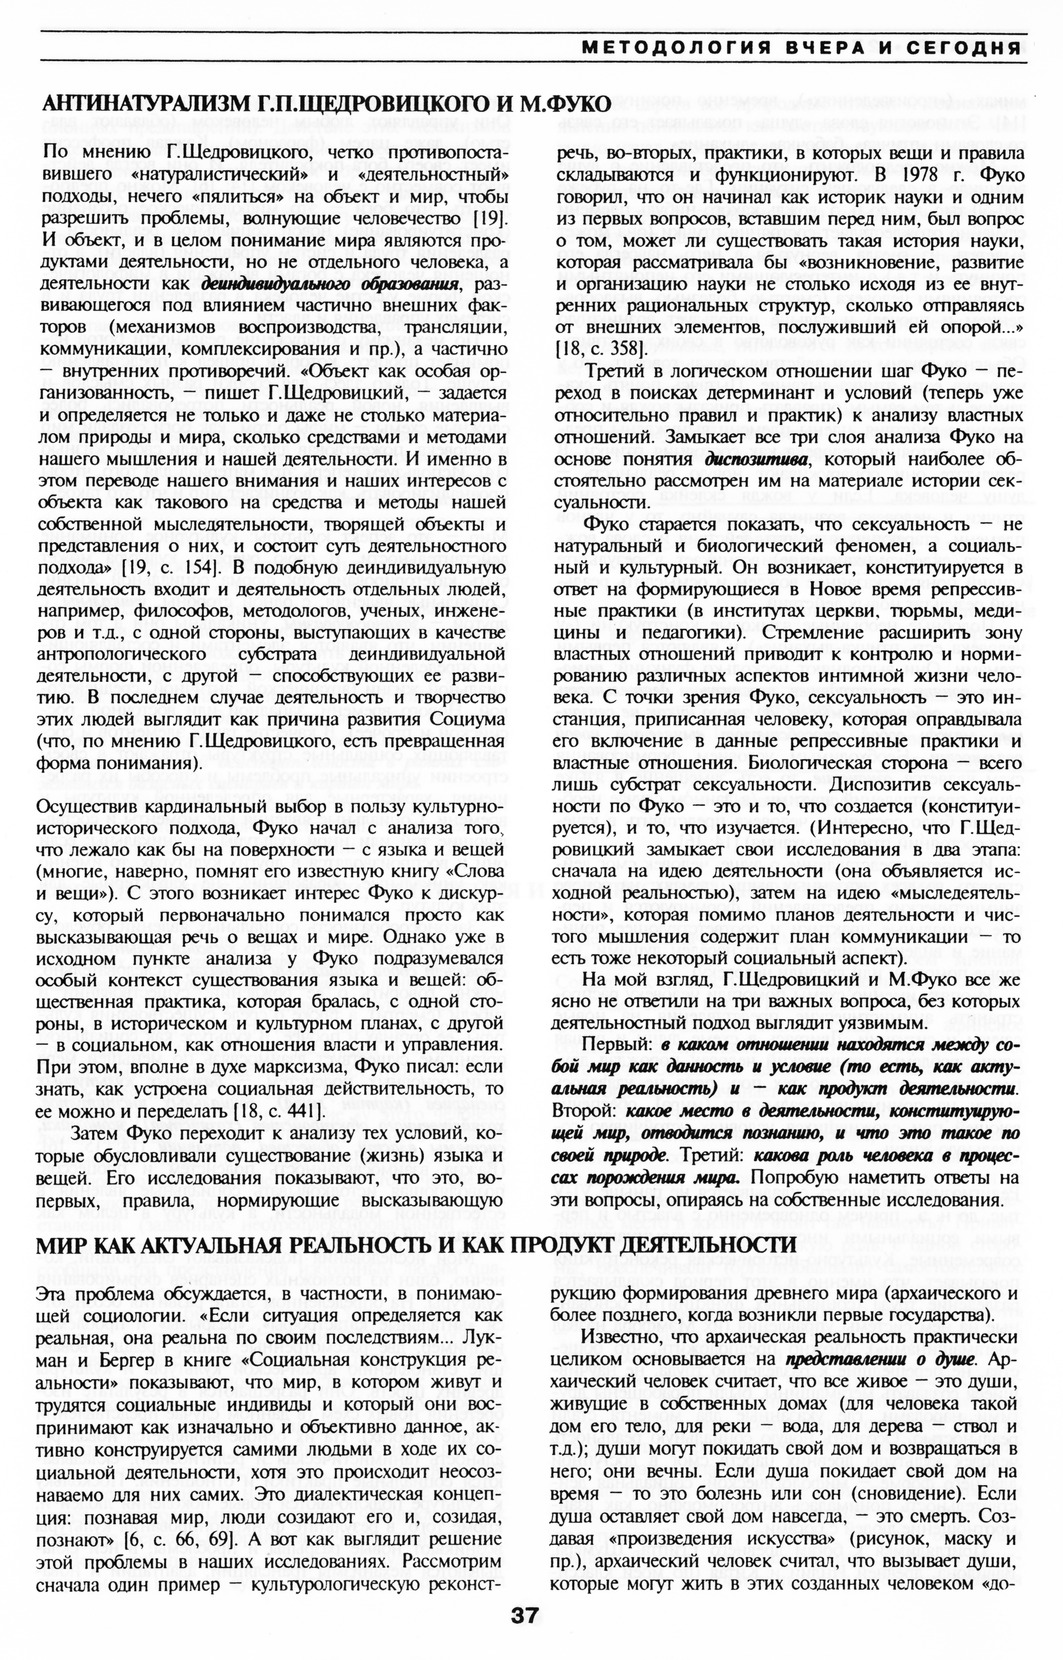 МЕТОДОЛОГИЯ ВЧЕРА И СЕГОДНЯ
АНТИНАТУРАЛИЗМ Г.П.ЩЕДРОВИЦКОГО И М.ФУКО
По мнению Г.Щедровицкого, четко противопоста-
вившего «натуралистический» и «деятельностный»
подходы, нечего «пялиться» на объект и мир, чтобы
разрешить проблемы, волнующие человечество [19].
И объект, и в целом понимание мира являются про-
дуктами деятельности, но не отдельного человека, а
деятельности как деиндивидуального образования, раз-
вивающегося под влиянием частично внешних фак-
торов (механизмов воспроизводства, трансляции,
коммуникации, комплексирования и пр.), а частично
— внутренних противоречий. «Объект как особая ор-
ганизованность, — пишет Г.Щедровицкий, — задается
и определяется не только и даже не столько материа-
лом природы и мира, сколько средствами и методами
нашего мышления и нашей деятельности. И именно в
этом переводе нашего внимания и наших интересов с
объекта как такового на средства и методы нашей
собственной мыследятельности, творящей объекты и
представления о них, и состоит суть деятельностного
подхода» [19, с. 154]. В подобную деиндивидуальную
деятельность входит и деятельность отдельных людей,
например, философов, методологов, ученых, инжене-
ров и т.д., с одной стороны, выступающих в качестве
антропологического субстрата деиндивидуальной
деятельности, с другой — способствующих ее разви-
тию. В последнем случае деятельность и творчество
этих людей выглядит как причина развития Социума
(что, по мнению Г.Щедровицкого, есть превращенная
форма понимания).
Осуществив кардинальный выбор в пользу культурно-
исторического подхода, Фуко начал с анализа того,
что лежало как бы на поверхности — с языка и вещей
(многие, наверно, помнят его известную книгу «Слова
и вещи»). С этого возникает интерес Фуко к дискур-
су, который первоначально понимался просто как
высказывающая речь о вещах и мире. Однако уже в
исходном пункте анализа у Фуко подразумевался
особый контекст существования языка и вещей: об-
щественная практика, которая бралась, с одной сто-
роны, в историческом и культурном планах, с другой
— в социальном, как отношения власти и управления.
При этом, вполне в духе марксизма, Фуко писал: если
знать, как устроена социальная действительность, то
ее можно и переделать [18, с. 441].
Затем Фуко переходит к анализу тех условий, ко-
торые обусловливали существование (жизнь) языка и
вещей. Его исследования показывают, что это, во-
первых, правила, нормирующие высказывающую
речь, во-вторых, практики, в которых вещи и правила
складываются и функционируют. В 1978 г. Фуко
говорил, что он начинал как историк науки и одним
из первых вопросов, вставшим перед ним, был вопрос
о том, может ли существовать такая история науки,
которая рассматривала бы «возникновение, развитие
и организацию науки не столько исходя из ее внут-
ренних рациональных структур, сколько отправляясь
от внешних элементов, послуживший ей опорой...»
[18, с. 358].
Третий в логическом отношении шаг Фуко — пе-
реход в поисках детерминант и условий (теперь уже
относительно правил и практик) к анализу властных
отношений. Замыкает все три слоя анализа Фуко на
основе понятия диспозитива, который наиболее об-
стоятельно рассмотрен им на материале истории сек-
суальности.
Фуко старается показать, что сексуальность — не
натуральный и биологический феномен, а социаль-
ный и культурный. Он возникает, конституируется в
ответ на формирующиеся в Новое время репрессив-
ные практики (в институтах церкви, тюрьмы, меди-
цины и педагогики). Стремление расширить зону
властных отношений приводит к контролю и норми-
рованию различных аспектов интимной жизни чело-
века. С точки зрения Фуко, сексуальность — это ин-
станция, приписанная человеку, которая оправдывала
его включение в данные репрессивные практики и
властные отношения. Биологическая сторона — всего
лишь субстрат сексуальности. Диспозитив сексуаль-
ности по Фуко — это и то, что создается (конституи-
руется), и то, что изучается. (Интересно, что Г.Щед-
ровицкий замыкает свои исследования в два этапа:
сначала на идею деятельности (она объявляется ис-
ходной реальностью), затем на идею «мыследеятель-
ности», которая помимо планов деятельности и чис-
того мышления содержит план коммуникации — то
есть тоже некоторый социальный аспект).
На мой взгляд, Г.Щедровицкий и М.Фуко все же
ясно не ответили на три важных вопроса, без которых
деятельностный подход выглядит уязвимым.
Первый: в каком отношении находятся между со-
бой мир как данность и условие (то есть, как акту-
альная реальность) и — как продукт деятельности.
Второй: какое место в деятельности, конституирую-
щей мир, отводится познанию, и что это такое по
своей природе. Третий: какова роль человека в процес-
сах порождения мира. Попробую наметить ответы на
эти вопросы, опираясь на собственные исследования.
МИР КАК АКТУАЛЬНАЯ РЕАЛЬНОСТЬ И КАК ПРОДУКТ ДЕЯТЕЛЬНОСТИ
Эта проблема обсуждается, в частности, в понимаю-
щей социологии. «Если ситуация определяется как
реальная, она реальна по своим последствиям... Лук-
ман и Бергер в книге «Социальная конструкция ре-
альности» показывают, что мир, в котором живут и
трудятся социальные индивиды и который они вос-
принимают как изначально и объективно данное, ак-
тивно конструируется самими людьми в ходе их со-
циальной деятельности, хотя это происходит неосоз-
наваемо для них самих. Это диалектическая концеп-
ция: познавая мир, люди созидают его и, созидая,
познают» [6, с. 66, 69]. А вот как выглядит решение
этой проблемы в наших исследованиях. Рассмотрим
сначала один пример — культурологическую реконст-
рукцию формирования древнего мира (архаического и
более позднего, когда возникли первые государства).
Известно, что архаическая реальность практически
целиком основывается на представлении о душе. Ар-
хаический человек считает, что все живое — это души,
живущие в собственных домах (для человека такой
дом его тело, для реки — вода, для дерева — ствол и
т.д.); души могут покидать свой дом и возвращаться в
него; они вечны. Если душа покидает свой дом на
время — то это болезнь или сон (сновидение). Если
душа оставляет свой дом навсегда, — это смерть. Соз-
давая «произведения искусства» (рисунок, маску и
пр.), архаический человек считал, что вызывает души,
которые могут жить в этих созданных человеком «до-
37